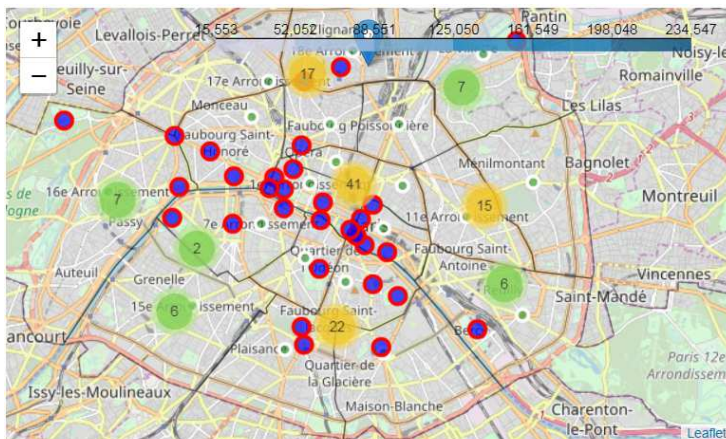 Pantin
15,553 52,052 88,551 125,050 161,549 198,048 234,547
Levallois-Perret
Noisy-le
Romainville
Seine
17
17e Arrondissement
18e Arrondissement
7
Les Lilas
Monceau
Faubourg Saint-
Honoré
Faubourg Poissonnière
Opéra
Ménilmontant
Bagnolet
7
16e Arrondissement
Passy
41
15
Montreuil
7e Arrondissement
11e Arrondissement
2
Quartier de
Faubourg Saint-
Antoine
Auteuil
Grenelle
6
Vincennes
Saint-Mandé
6
15e Arrondissement
Faubourg Saint-
22
Plaisance
Quartier de
la Glacière
Paris 12e
Arrondissem
Issy-les-Moulineaux
Maison-Blanche
Charenton-
le-Pont
Leaflet
+
−